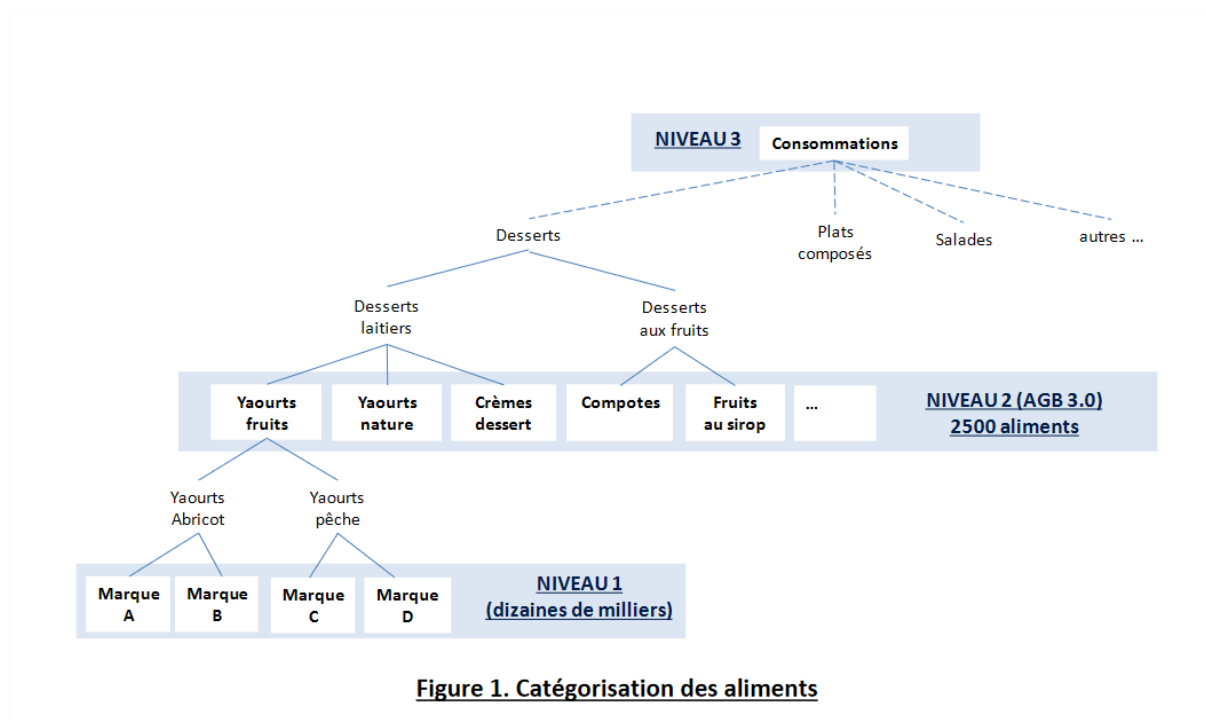 NIVEAU 3
Consommations
Desserts
Plats
composés
Salades
autres ...
Desserts
laitiers
Desserts
aux fruits
Yaourts
fruits
Yaourts
nature
Crèmes
dessert
Compotes
Fruits
au sirop
...
NIVEAU 2 (AGB 3.0)
2500 aliments
Yaourts
Abricot
Yaourts
pêche
Marque
A
Marque
B
Marque
C
Marque
D
NIVEAU 1
(dizaines de milliers)
Figure 1. Catégorisation des aliments